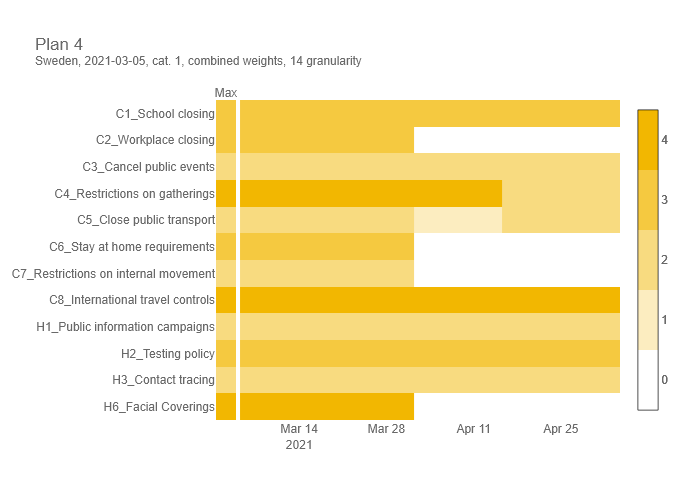 Plan 4
Sweden, 2021-03-05, cat. 1, combined weights, 14 granularity
Max
C1_School closing
C2_Workplace closing
C3_Cancel public events
C4_Restrictions on gatherings
C5_Close public transport
C6_Stay at home requirements
C7_Restrictions on internal movement
C8_International travel controls
H1_Public information campaigns
H2_Testing policy
H3_Contact tracing
H6_Facial Coverings
Mar 14 Mar 28 Apr 11 Apr 25
2021
4
3
2
1
0